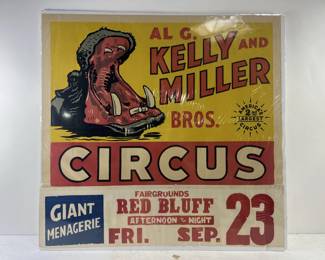 AL G.
KELLY AND
MILLER
BROS.
AMERICA'S
2nd
LARGEST
CIRCUS
CIRCUS
GIANT
MENAGERIE
FAIRGROUNDS
RED BLUFF
AFTERNOON & NIGHT
FRI. SEP. 23